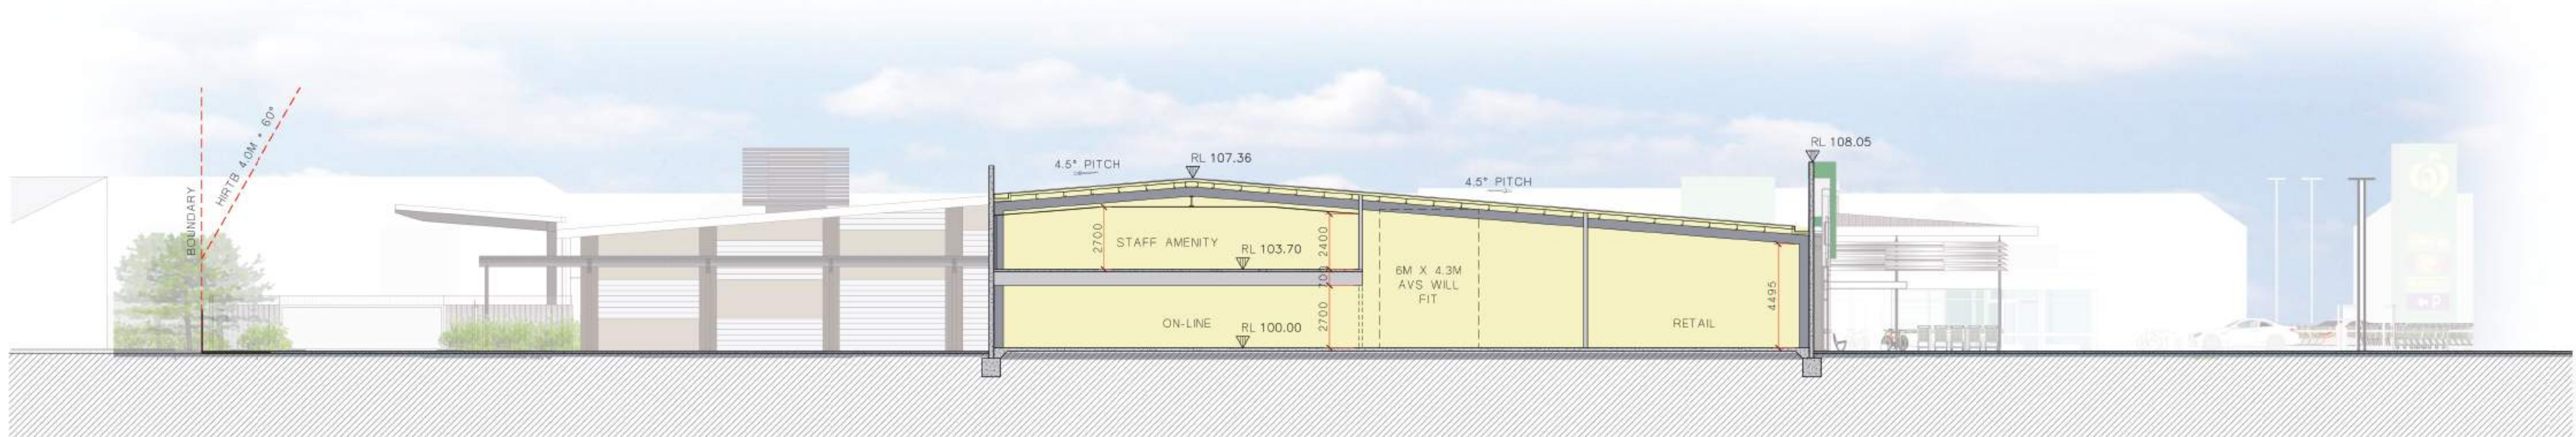 BOUNDARY
HIRTB 4.0M + 60°
4.5° PITCH
RL 107.36
4.5° PITCH
RL 108.05
2700
STAFF AMENITY
RL 103.70
2400
700
6M X 4.3M
AVS WILL
FIT
ON-LINE
RL 100.00
2700
RETAIL
4495
P